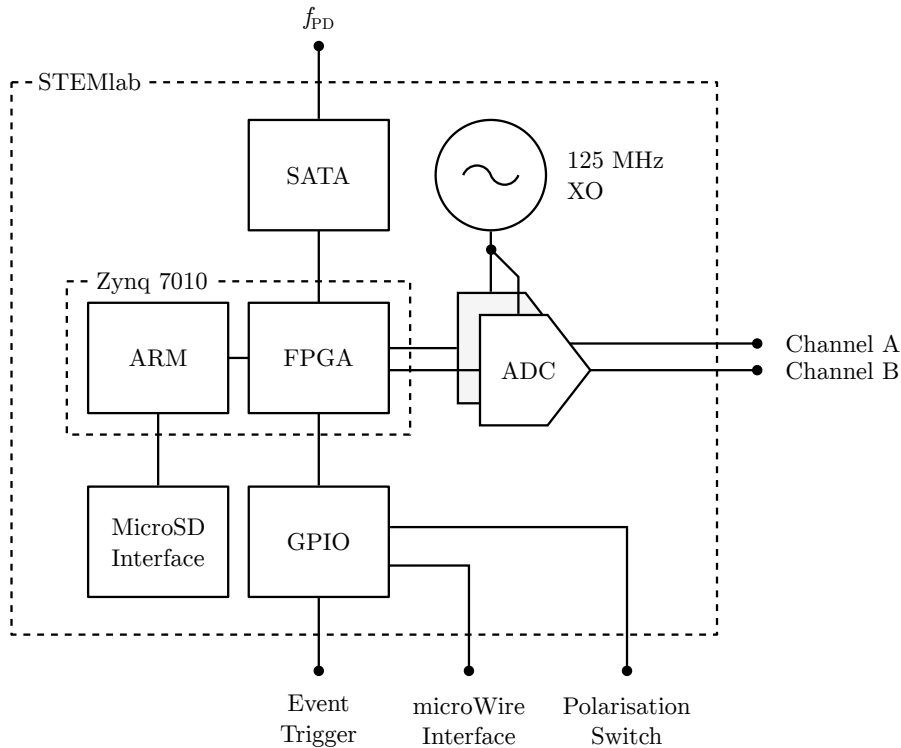 f_PD
STEMlab
SATA
125 MHz
XO
Zynq 7010
ARM
FPGA
ADC
Channel A
Channel B
MicroSD
Interface
GPIO
Event
Trigger
microWire
Interface
Polarisation
Switch